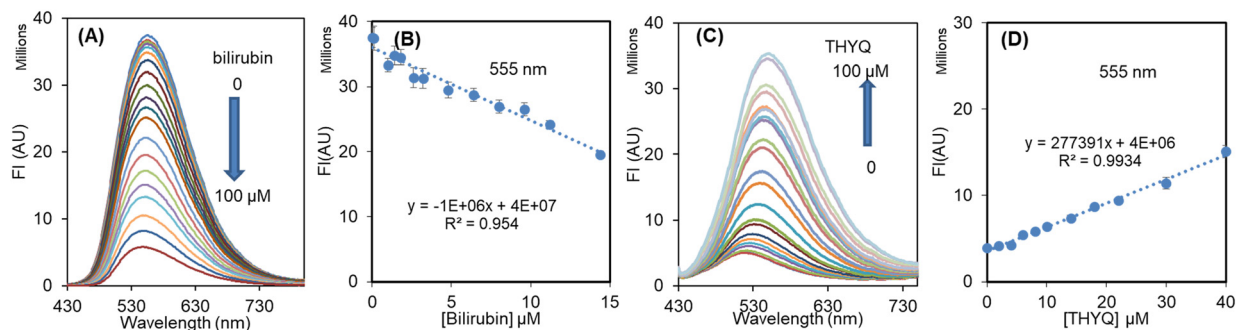 Millions
40
30
20
10
0
FI (AU)
(A)
bilirubin
0
100 µM
430
530
630
730
Wavelength (nm)
Millions
40
30
20
10
0
FI(AU)
(B)
555 nm
y = -1E+06x + 4E+07
R² = 0.954
0
5
10
15
[Bilirubin] µM
Millions
40
30
20
10
0
FI (AU)
(C)
THYQ
100 µM
0
430
530
630
730
Wavelength (nm)
Millions
30
20
10
0
FI(AU)
(D)
555 nm
y = 277391x + 4E+06
R² = 0.9934
0
10
20
30
40
[THYQ] µM